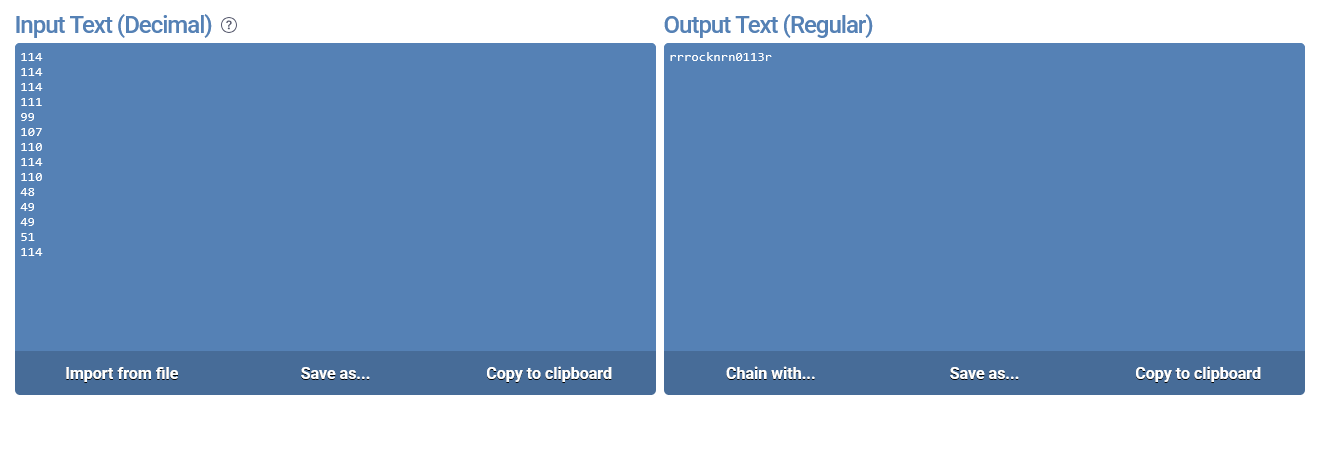 Input Text (Decimal) ?
114
114
114
111
99
107
110
114
110
48
49
49
51
114
Import from file
Save as...
Copy to clipboard
Output Text (Regular)
rrrocknrn0113r
Chain with...
Save as...
Copy to clipboard